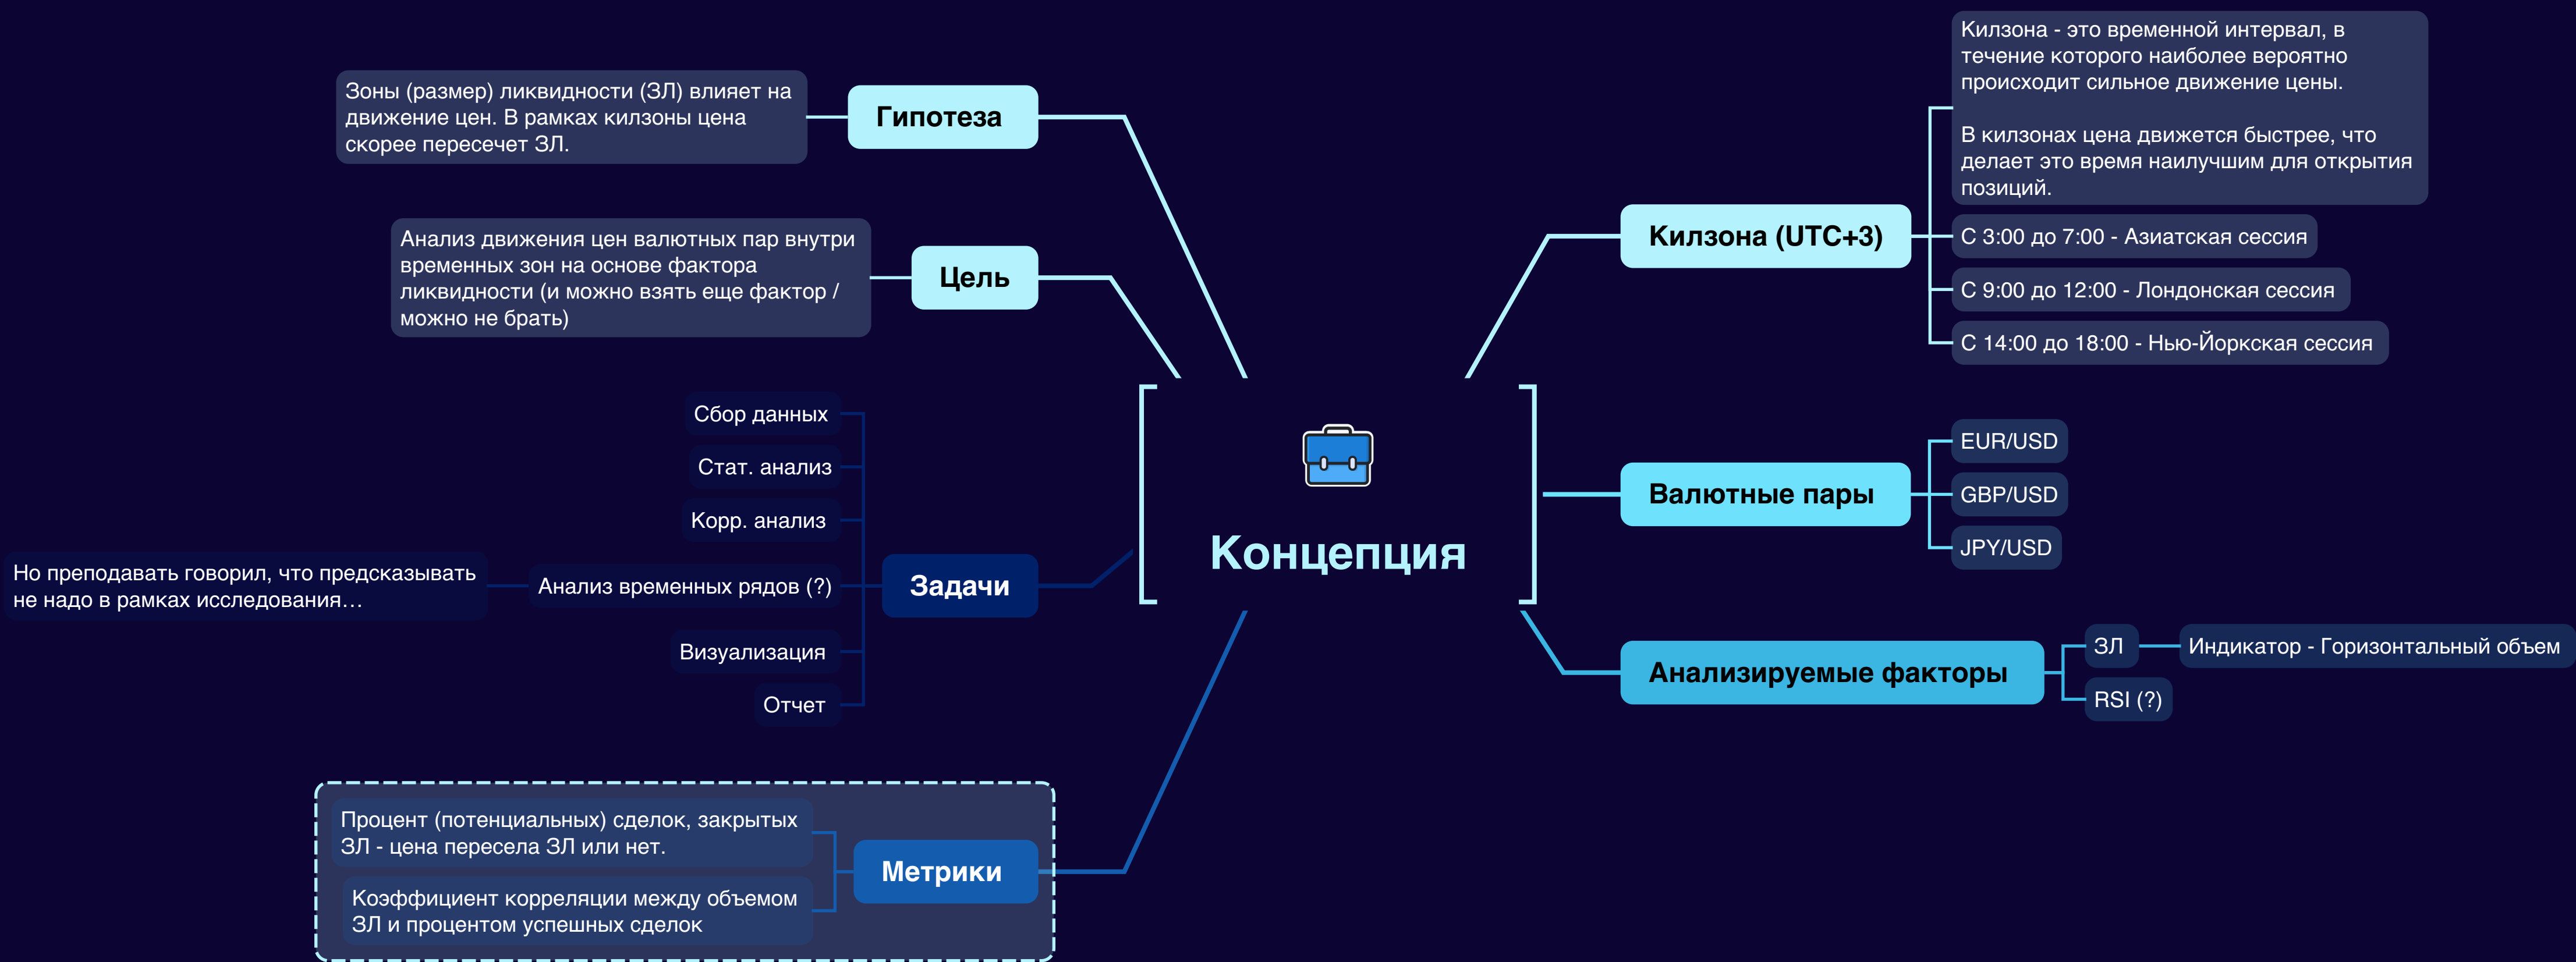 Концепция
Гипотеза
Зоны (размер) ликвидности (ЗЛ) влияет на
движение цен. В рамках килзоны цена
скорее пересечет ЗЛ.
Цель
Анализ движения цен валютных пар внутри
временных зон на основе фактора
ликвидности (и можно взять еще фактор /
можно не брать)
Задачи
Сбор данных
Стат. анализ
Корр. анализ
Анализ временных рядов (?)
Но преподавать говорил, что предсказывать
не надо в рамках исследования…
Визуализация
Отчет
Метрики
Процент (потенциальных) сделок, закрытых
ЗЛ - цена пересела ЗЛ или нет.
Коэффициент корреляции между объемом
ЗЛ и процентом успешных сделок
Килзона (UTC+3)
Килзона - это временной интервал, в
течение которого наиболее вероятно
происходит сильное движение цены.
В килзонах цена движется быстрее, что
делает это время наилучшим для открытия
позиций.
С 3:00 до 7:00 - Азиатская сессия
С 9:00 до 12:00 - Лондонская сессия
С 14:00 до 18:00 - Нью-Йоркская сессия
Валютные пары
EUR/USD
GBP/USD
JPY/USD
Анализируемые факторы
ЗЛ
Индикатор - Горизонтальный объем
RSI (?)